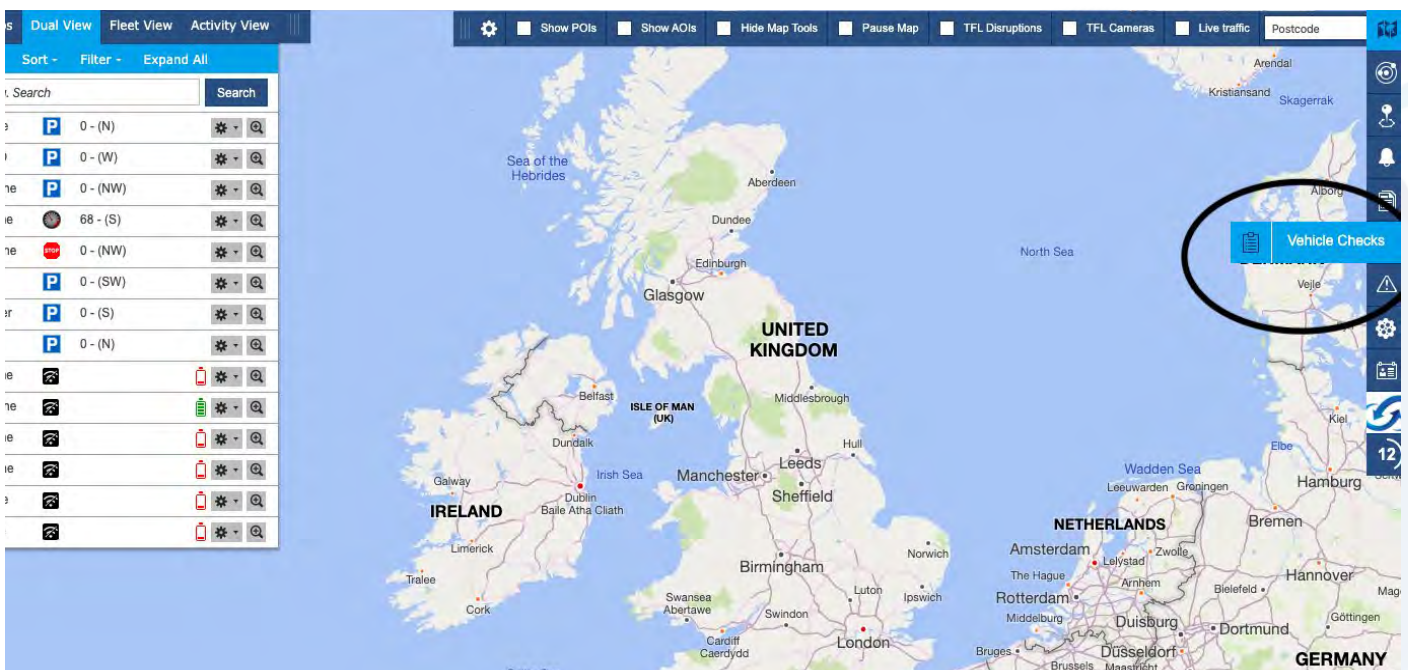 Dual View Fleet View Activity View
Sort - Filter - Expand All
Search Search
P 0 - (N)
P 0 - (W)
P 0 - (NW)
68 - (S)
STOP 0 - (NW)
P 0 - (SW)
P 0 - (S)
P 0 - (N)
Show POIs Show AOIs Hide Map Tools Pause Map TFL Disruptions TFL Cameras Live traffic Postcode
Vehicle Checks
12
Arendal
Kristiansand
Skagerrak
Sea of the
Hebrides
Aberdeen
Alborg
Dundee
North Sea
Edinburgh
Vejle
Glasgow
UNITED
KINGDOM
Belfast
ISLE OF MAN
(UK)
Middlesbrough
Kiel
Dundalk
Hull
Elbe
Leeds
Irish Sea
Manchester
Wadden Sea
Galway
Sheffield
Leeuwarden
Groningen
Hamburg
Dublin
Baile Atha Cliath
IRELAND
NETHERLANDS
Bremen
Limerick
Norwich
Amsterdam
Lelystad
Zwolle
Birmingham
Tralee
The Hague
Arnhem
Hannover
Luton
Ipswich
Bielefeld
Swansea
Abertawe
Rotterdam
Cork
Swindon
Middelburg
Duisburg
Dortmund
Göttingen
Cardiff
Caerdydd
London
Bruges
Düsseldorf
Brussels
Maastricht
GERMANY